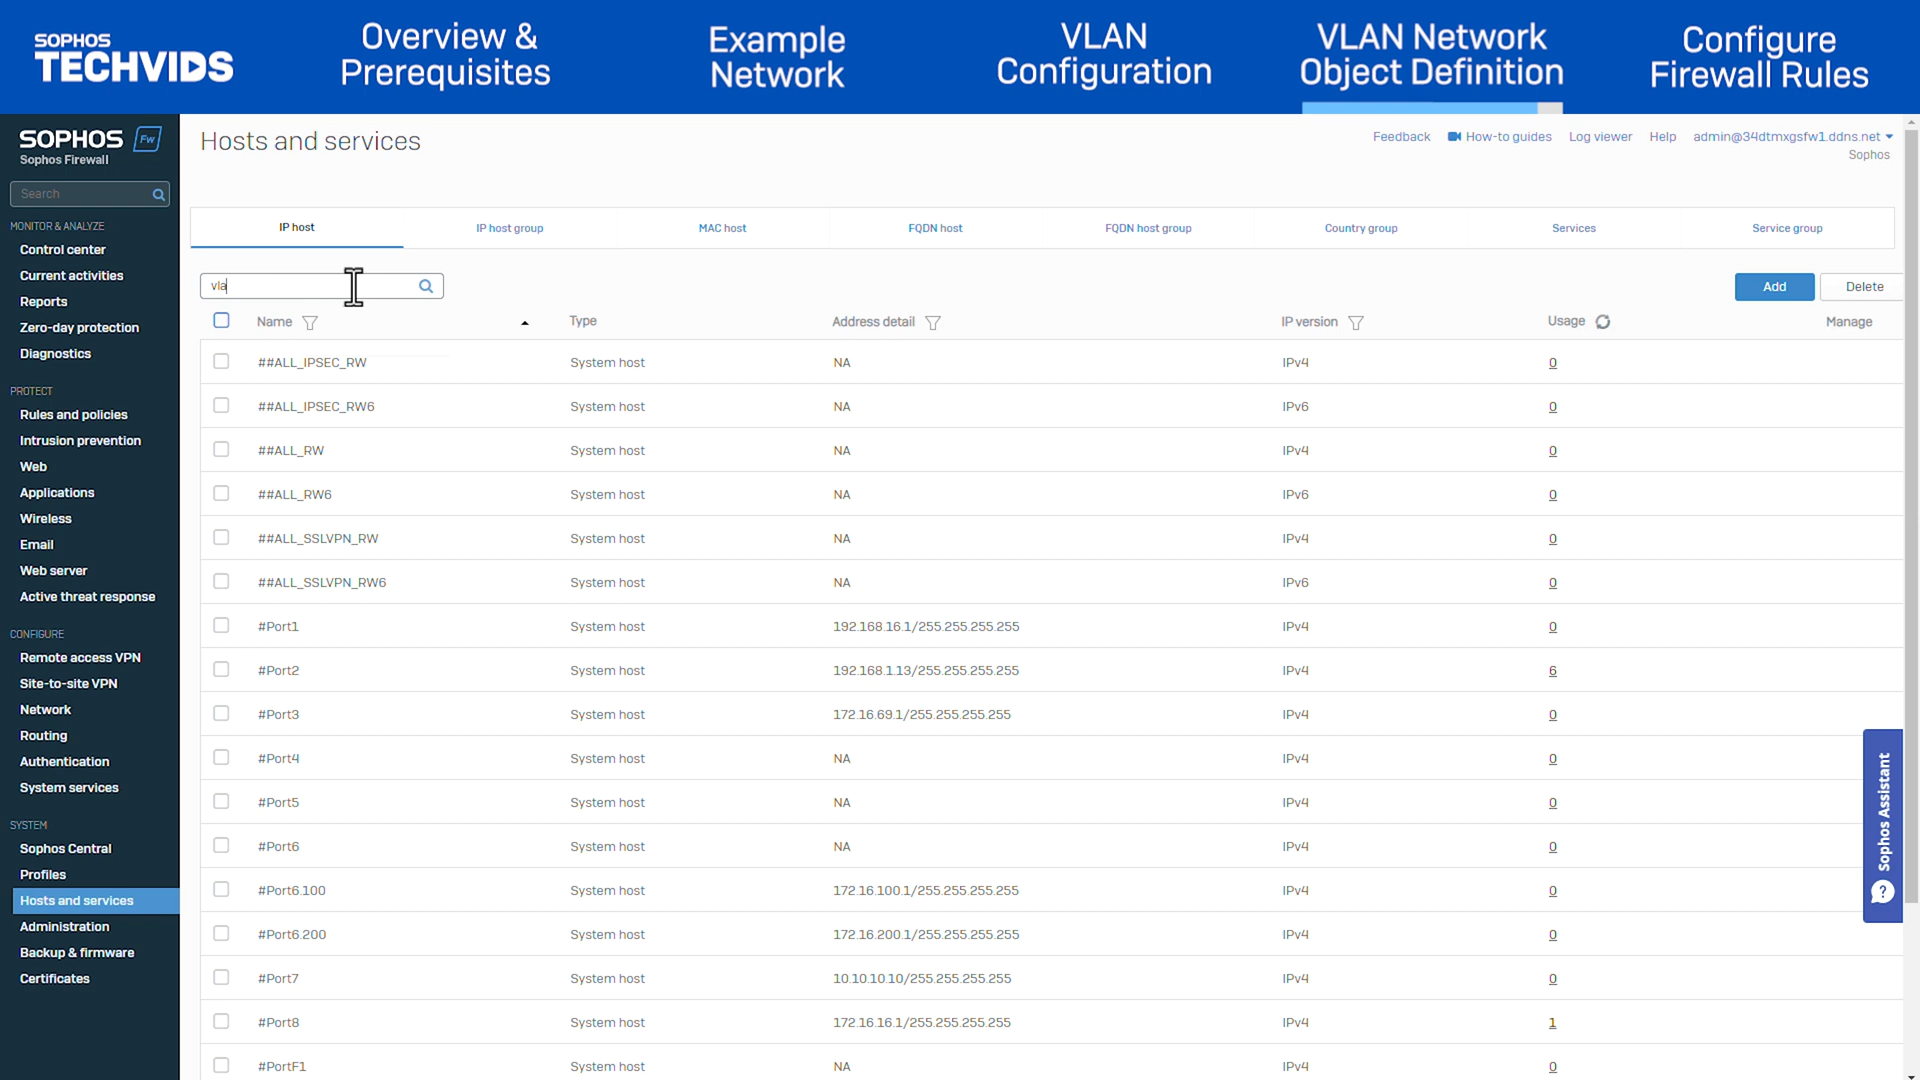 SOPHOS
TECHVIDS
Overview &
Prerequisites
Example
Network
VLAN
Configuration
VLAN Network
Object Definition
Configure
Firewall Rules
SOPHOS Fw
Sophos Firewall
Search
MONITOR & ANALYZE
Control center
Current activities
Reports
Zero-day protection
Diagnostics
PROTECT
Rules and policies
Intrusion prevention
Web
Applications
Wireless
Email
Web server
Active threat response
CONFIGURE
Remote access VPN
Site-to-site VPN
Network
Routing
Authentication
System services
SYSTEM
Sophos Central
Profiles
Hosts and services
Administration
Backup & firmware
Certificates
Hosts and services
Feedback How-to guides Log viewer Help admin@34dtmxgsfw1.ddns.net
Sophos
IP host IP host group MAC host FQDN host FQDN host group Country group Services Service group
vla
Add Delete
Name Type Address detail IP version Usage Manage
##ALL_IPSEC_RW System host NA IPv4 0
##ALL_IPSEC_RW6 System host NA IPv6 0
##ALL_RW System host NA IPv4 0
##ALL_RW6 System host NA IPv6 0
##ALL_SSLVPN_RW System host NA IPv4 0
##ALL_SSLVPN_RW6 System host NA IPv6 0
#Port1 System host 192.168.16.1/255.255.255.255 IPv4 0
#Port2 System host 192.168.1.13/255.255.255.255 IPv4 6
#Port3 System host 172.16.69.1/255.255.255.255 IPv4 0
#Port4 System host NA IPv4 0
#Port5 System host NA IPv4 0
#Port6 System host NA IPv4 0
#Port6.100 System host 172.16.100.1/255.255.255.255 IPv4 0
#Port6.200 System host 172.16.200.1/255.255.255.255 IPv4 0
#Port7 System host 10.10.10.10/255.255.255.255 IPv4 0
#Port8 System host 172.16.16.1/255.255.255.255 IPv4 1
#PortF1 System host NA IPv4 0
Sophos Assistant